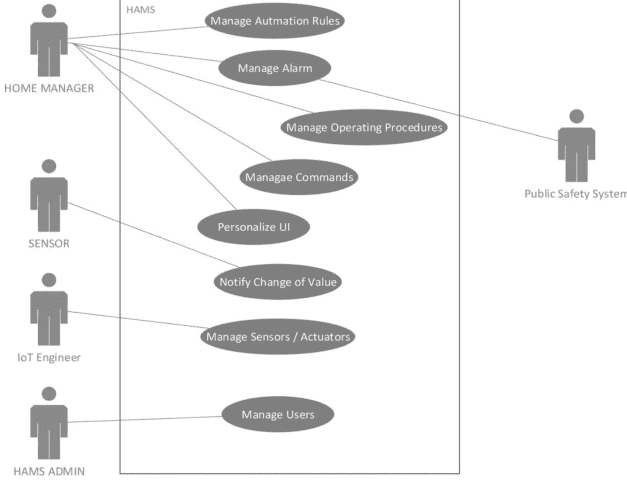 HAMS
Manage Autmation Rules
Manage Alarm
HOME MANAGER
Manage Operating Procedures
Managae Commands
Public Safety System
Personalize UI
SENSOR
Notify Change of Value
Manage Sensors / Actuators
IoT Engineer
Manage Users
HAMS ADMIN